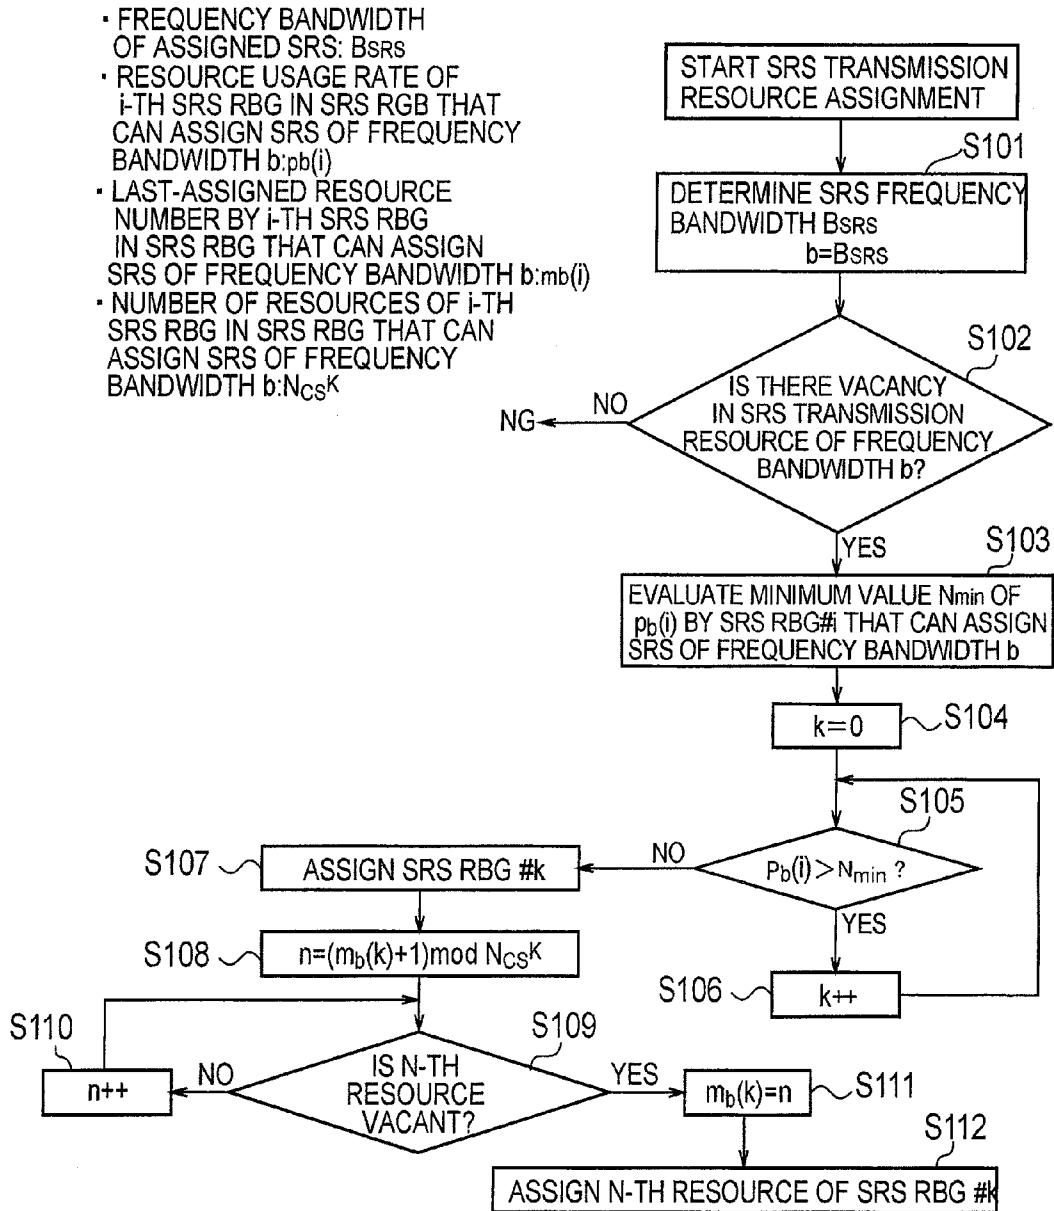 · FREQUENCY BANDWIDTH
OF ASSIGNED SRS: BSRS
· RESOURCE USAGE RATE OF
i-TH SRS RBG IN SRS RGB THAT
CAN ASSIGN SRS OF FREQUENCY
BANDWIDTH b:pb(i)
· LAST-ASSIGNED RESOURCE
NUMBER BY i-TH SRS RBG
IN SRS RBG THAT CAN ASSIGN
SRS OF FREQUENCY BANDWIDTH b:mb(i)
· NUMBER OF RESOURCES OF i-TH
SRS RBG IN SRS RBG THAT CAN
ASSIGN SRS OF FREQUENCY
BANDWIDTH b:NCSK
START SRS TRANSMISSION
RESOURCE ASSIGNMENT
S101
DETERMINE SRS FREQUENCY
BANDWIDTH BSRS
b=BSRS
S102
IS THERE VACANCY
IN SRS TRANSMISSION
RESOURCE OF FREQUENCY
BANDWIDTH b?
NO
NG
YES
S103
EVALUATE MINIMUM VALUE Nmin OF
pb(i) BY SRS RBG#i THAT CAN ASSIGN
SRS OF FREQUENCY BANDWIDTH b
k=0
S104
S105
Pb(i)>Nmin ?
NO
YES
S106
k++
S107
ASSIGN SRS RBG #k
S108
n=(mb(k)+1)mod NCSK
S109
IS N-TH
RESOURCE
VACANT?
NO
S110
n++
YES
mb(k)=n
S111
S112
ASSIGN N-TH RESOURCE OF SRS RBG #k